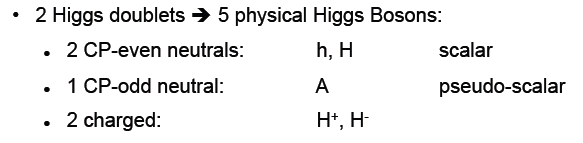 • 2 Higgs doublets ➔ 5 physical Higgs Bosons:
• 2 CP-even neutrals: h, H scalar
• 1 CP-odd neutral: A pseudo-scalar
• 2 charged: H⁺, H⁻